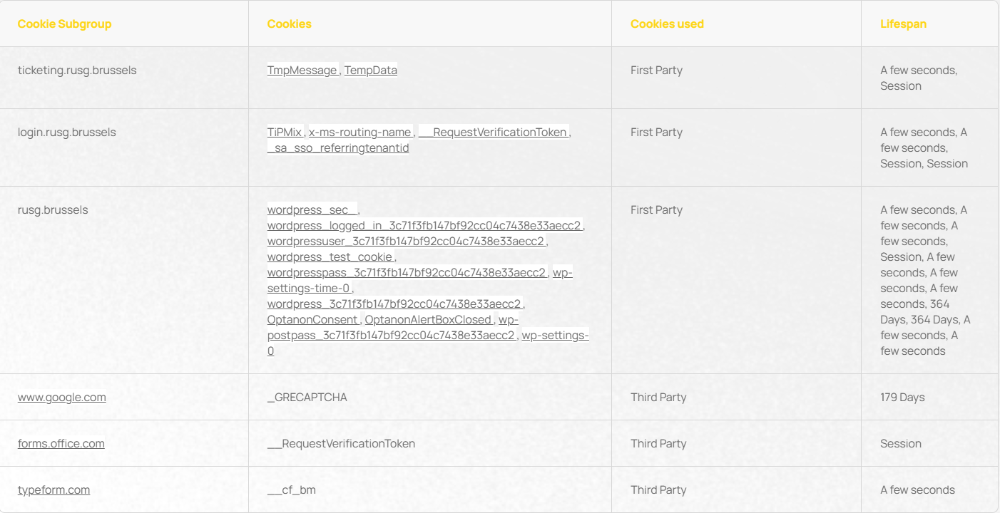 Cookie Subgroup
Cookies
Cookies used
Lifespan
ticketing.rusg.brussels
TmpMessage , TempData
First Party
A few seconds,
Session
login.rusg.brussels
TiPMix , x-ms-routing-name , __RequestVerificationToken ,
_sa_sso_referringtenantid
First Party
A few seconds, A
few seconds,
Session, Session
rusg.brussels
wordpress_sec_ ,
wordpress_logged_in_3c71f3fb147bf92cc04c7438e33aecc2 ,
wordpressuser_3c71f3fb147bf92cc04c7438e33aecc2 ,
wordpress_test_cookie ,
wordpresspass_3c71f3fb147bf92cc04c7438e33aecc2 , wp-
settings-time-0 ,
wordpress_3c71f3fb147bf92cc04c7438e33aecc2 ,
OptanonConsent , OptanonAlertBoxClosed , wp-
postpass_3c71f3fb147bf92cc04c7438e33aecc2 , wp-settings-
0
First Party
A few seconds, A
few seconds, A
few seconds,
Session, A few
seconds, A few
seconds, A few
seconds, 364
Days, 364 Days, A
few seconds, A
few seconds
www.google.com
_GRECAPTCHA
Third Party
179 Days
forms.office.com
__RequestVerificationToken
Third Party
Session
typeform.com
__cf_bm
Third Party
A few seconds